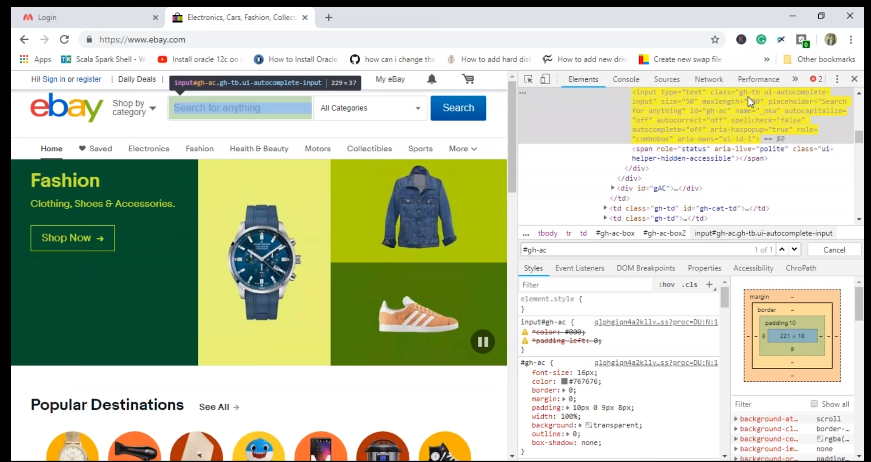 Login
Electronics, Cars, Fashion, Collect
https://www.ebay.com
Apps
Scala Spark - Word
Install oracle 12c on l
How to Install Oracle
how can i change the
How to add hard disk
How to add new driv
Create new swap file
Other bookmarks
Hi! Sign in or register
Daily Deals
My eBay
input#gh-ac.gh-tb.ui-autocomplete-input | 229 × 37
ebay
Shop by
category
Search for anything
All Categories
Search
Home
Saved
Electronics
Fashion
Health & Beauty
Motors
Collectibles
Sports
More
Fashion
Clothing, Shoes & Accessories.
Shop Now →
Popular Destinations
See All →
Elements
Console
Sources
Network
Performance
2
<input type="text" class="gh-tb ui-autocomplete-
for anything" id="gh-ac" name="_nkw" autocapitalize=
"off" autocorrect="off" spellcheck="false"
autocomplete="off" aria-haspopup="true" role=
"combobox" aria-owns="ui-id-1"> == $0
<span role="status" aria-live="polite" class="ui-
helper-hidden-accessible"></span>
</div>
</div>
<div id="gAC">…</div>
</td>
<td class="gh-td" id="gh-cat-td">…</td>
<td class="gh-td">…</td>
... tbody tr td #gh-ac-box #gh-ac-box2 input#gh-ac.gh-tb.ui-autocomplete-input
#gh-ac
1 of 1
Cancel
Styles
Event Listeners
DOM Breakpoints
Properties
Accessibility
ChroPath
Filter
:hov .cls +
element.style {
}
input#gh-ac {
*color: #000;
*padding-left: 0;
}
#gh-ac {
font-size: 16px;
color: #767676;
border: 0;
margin: 0;
padding: 10px 0 9px 8px;
width: 100%;
background: transparent;
outline: 0;
box-shadow: none;
}
margin -
border -
padding 10
8
221 × 18
9
Filter
Show all
background-at…
scroll
background-cl…
border-…
background-co…
rgba(
background-im…
none